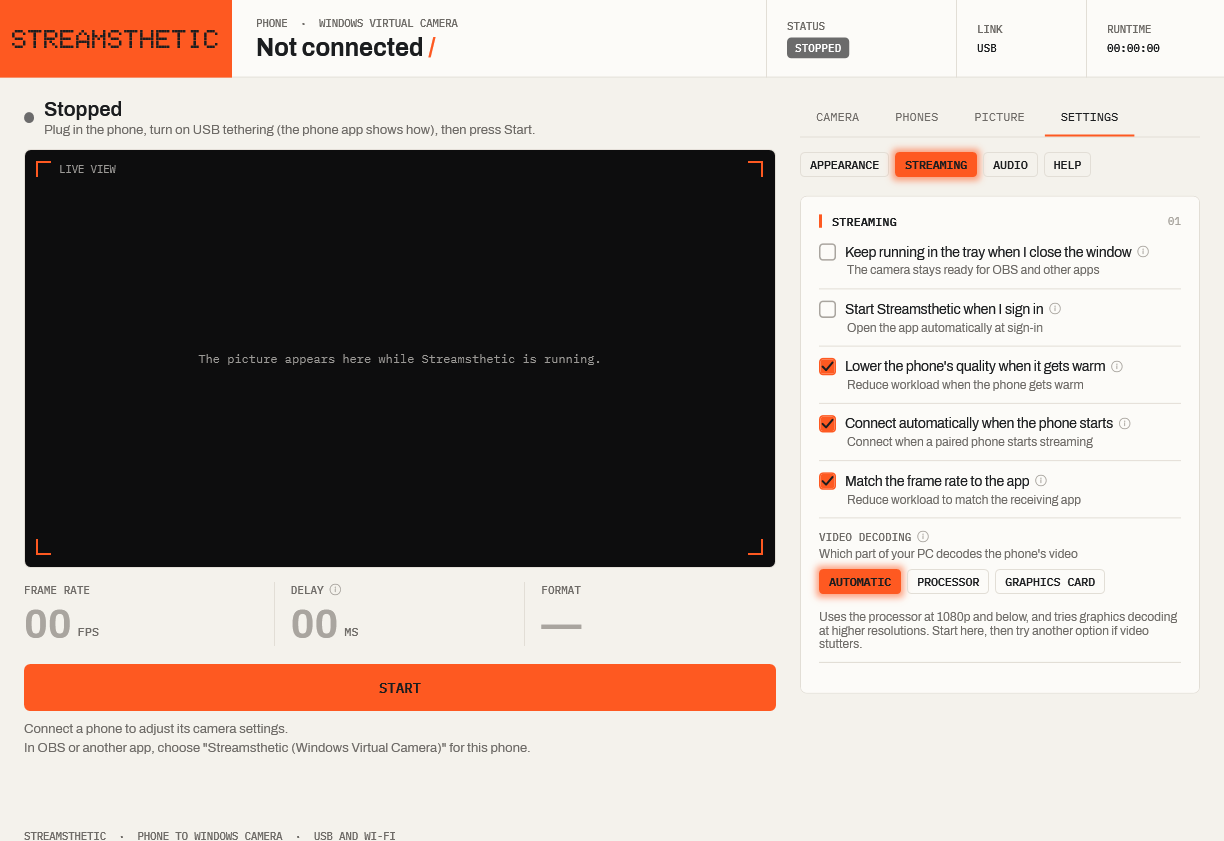 STREAMSTHETIC
PHONE · WINDOWS VIRTUAL CAMERA
Not connected /
STATUS
STOPPED
LINK
USB
RUNTIME
00:00:00
Stopped
Plug in the phone, turn on USB tethering (the phone app shows how), then press Start.
LIVE VIEW
The picture appears here while Streamsthetic is running.
FRAME RATE
00 FPS
DELAY
00 MS
FORMAT
—
START
Connect a phone to adjust its camera settings.
In OBS or another app, choose "Streamsthetic (Windows Virtual Camera)" for this phone.
CAMERA
PHONES
PICTURE
SETTINGS
APPEARANCE
STREAMING
AUDIO
HELP
STREAMING
01
Keep running in the tray when I close the window
The camera stays ready for OBS and other apps
Start Streamsthetic when I sign in
Open the app automatically at sign-in
Lower the phone's quality when it gets warm
Reduce workload when the phone gets warm
Connect automatically when the phone starts
Connect when a paired phone starts streaming
Match the frame rate to the app
Reduce workload to match the receiving app
VIDEO DECODING
Which part of your PC decodes the phone's video
AUTOMATIC
PROCESSOR
GRAPHICS CARD
Uses the processor at 1080p and below, and tries graphics decoding
at higher resolutions. Start here, then try another option if video
stutters.
STREAMSTHETIC · PHONE TO WINDOWS CAMERA · USB AND WI-FI